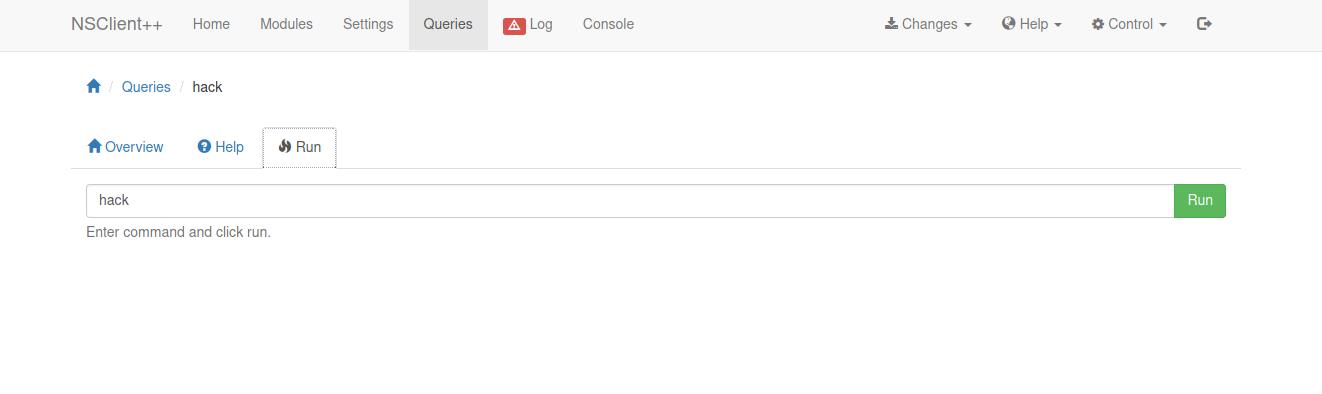 NSClient++ Home Modules Settings Queries Log Console Changes Help Control
/ Queries / hack
Overview Help Run
hack Run
Enter command and click run.